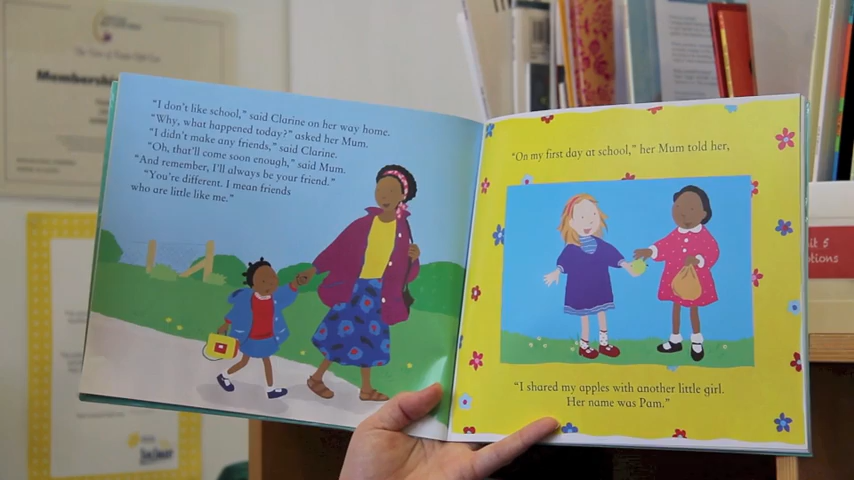 Membership
"I don't like school," said Clarine on her way home.
"Why, what happened today?" asked her Mum.
"I didn't make any friends," said Clarine.
"Oh, that'll come soon enough," said Mum.
"And remember, I'll always be your friend."
"You're different. I mean friends
who are little like me."
"On my first day at school," her Mum told her,
"I shared my apples with another little girl.
Her name was Pam."